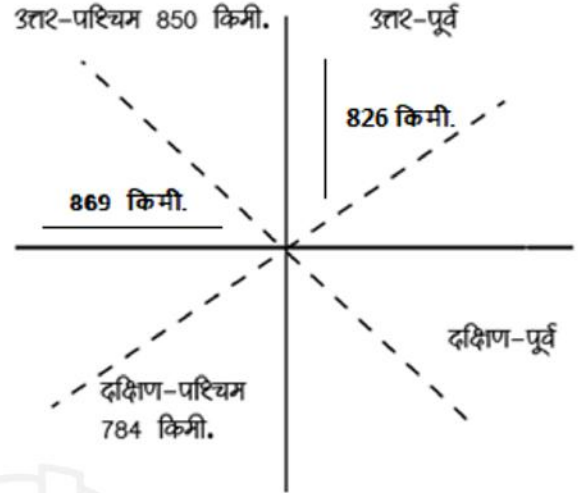 उत्तर-पश्चिम 850 किमी.
उत्तर-पूर्व
826 किमी.
869 किमी.
दक्षिण-पूर्व
दक्षिण-पश्चिम
784 किमी.